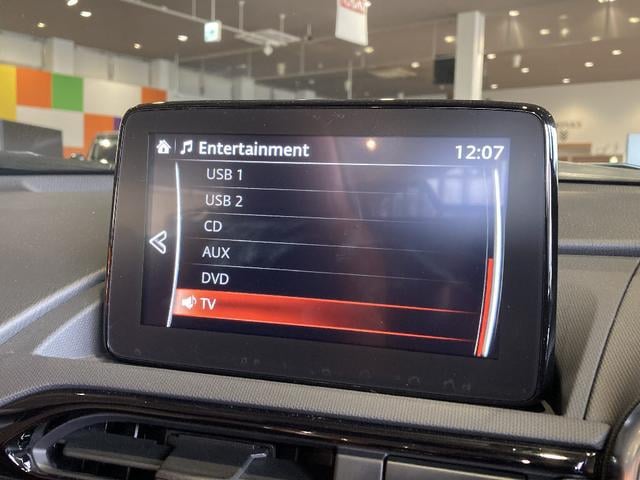 Entertainment 12:07
USB 1
USB 2
CD
AUX
DVD
TV